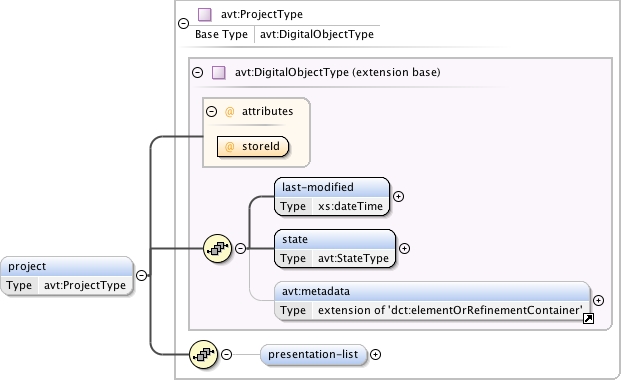 avt:ProjectType
Base Type avt:DigitalObjectType
avt:DigitalObjectType (extension base)
@ attributes
@ storeId
last-modified
Type xs:dateTime
state
Type avt:StateType
project
Type avt:ProjectType
avt:metadata
Type extension of 'dct:elementOrRefinementContainer'
presentation-list